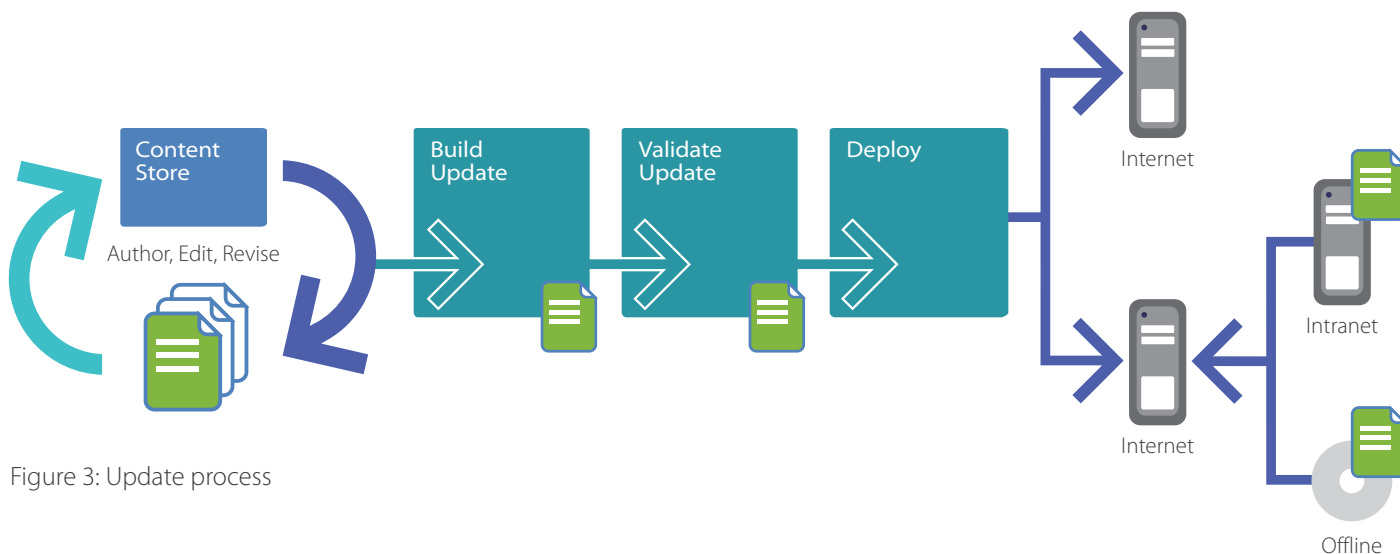 Content
Store
Author, Edit, Revise
Build
Update
Validate
Update
Deploy
Internet
Internet
Intranet
Offline
Figure 3: Update process